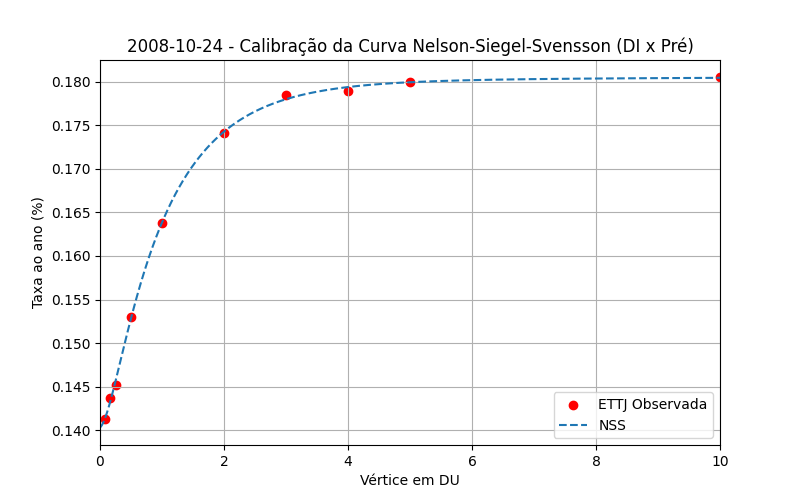 2008-10-24 - Calibração da Curva Nelson-Siegel-Svensson (DI x Pré)
Taxa ao ano (%)
0.180
0.175
0.170
0.165
0.160
0.155
0.150
0.145
0.140
ETTJ Observada
NSS
0 2 4 6 8 10
Vértice em DU